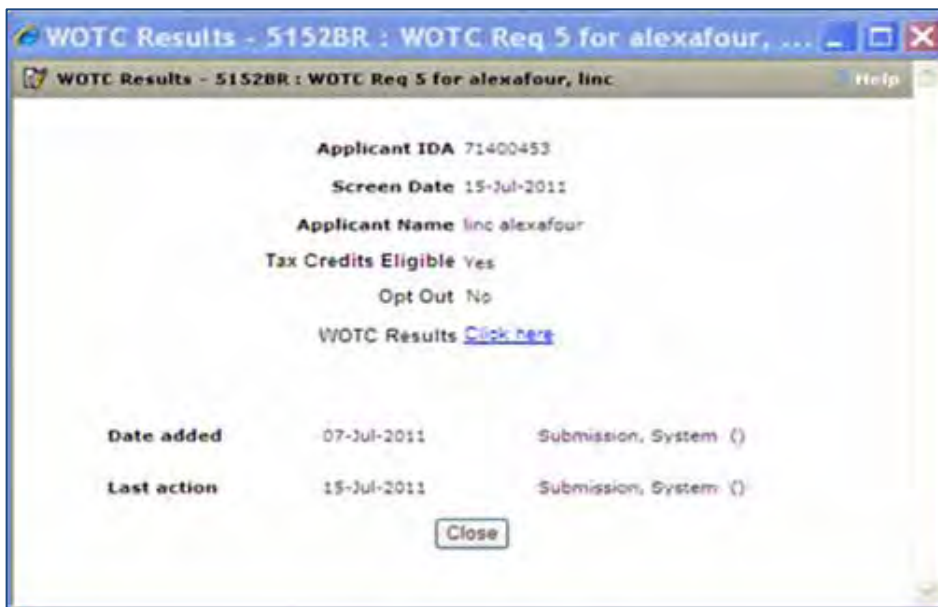 WOTC Results - 5152BR : WOTC Req 5 for alexafour, ...
WOTC Results - 5152BR : WOTC Req 5 for alexafour, linc Help
Applicant IDA 71400453
Screen Date 15-Jul-2011
Applicant Name linc alexafour
Tax Credits Eligible Yes
Opt Out No
WOTC Results Click here
Date added 07-Jul-2011 Submission, System ()
Last action 15-Jul-2011 Submission, System ()
Close